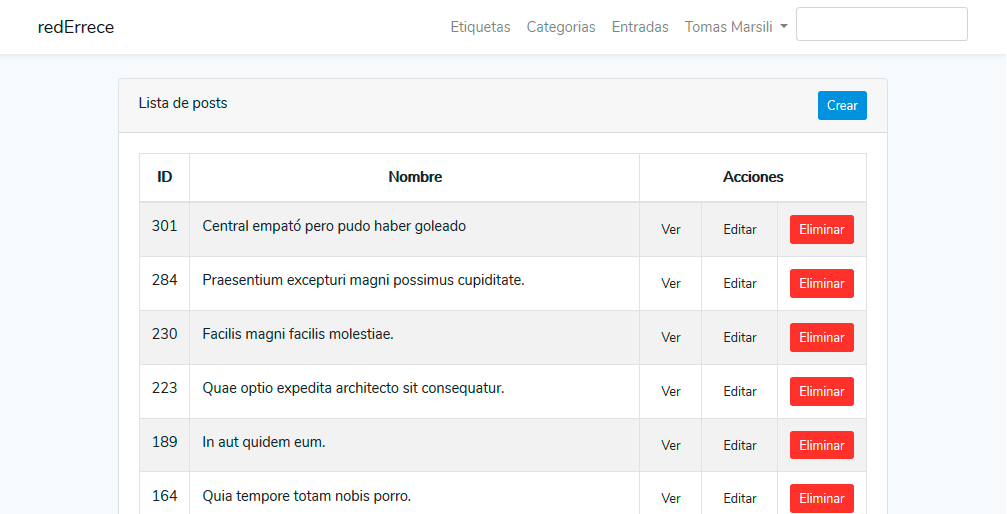 redErrece Etiquetas Categorias Entradas Tomas Marsili
Lista de posts Crear
ID Nombre Acciones
301 Central empató pero pudo haber goleado Ver Editar Eliminar
284 Praesentium excepturi magni possimus cupiditate. Ver Editar Eliminar
230 Facilis magni facilis molestiae. Ver Editar Eliminar
223 Quae optio expedita architecto sit consequatur. Ver Editar Eliminar
189 In aut quidem eum. Ver Editar Eliminar
164 Quia tempore totam nobis porro. Ver Editar Eliminar